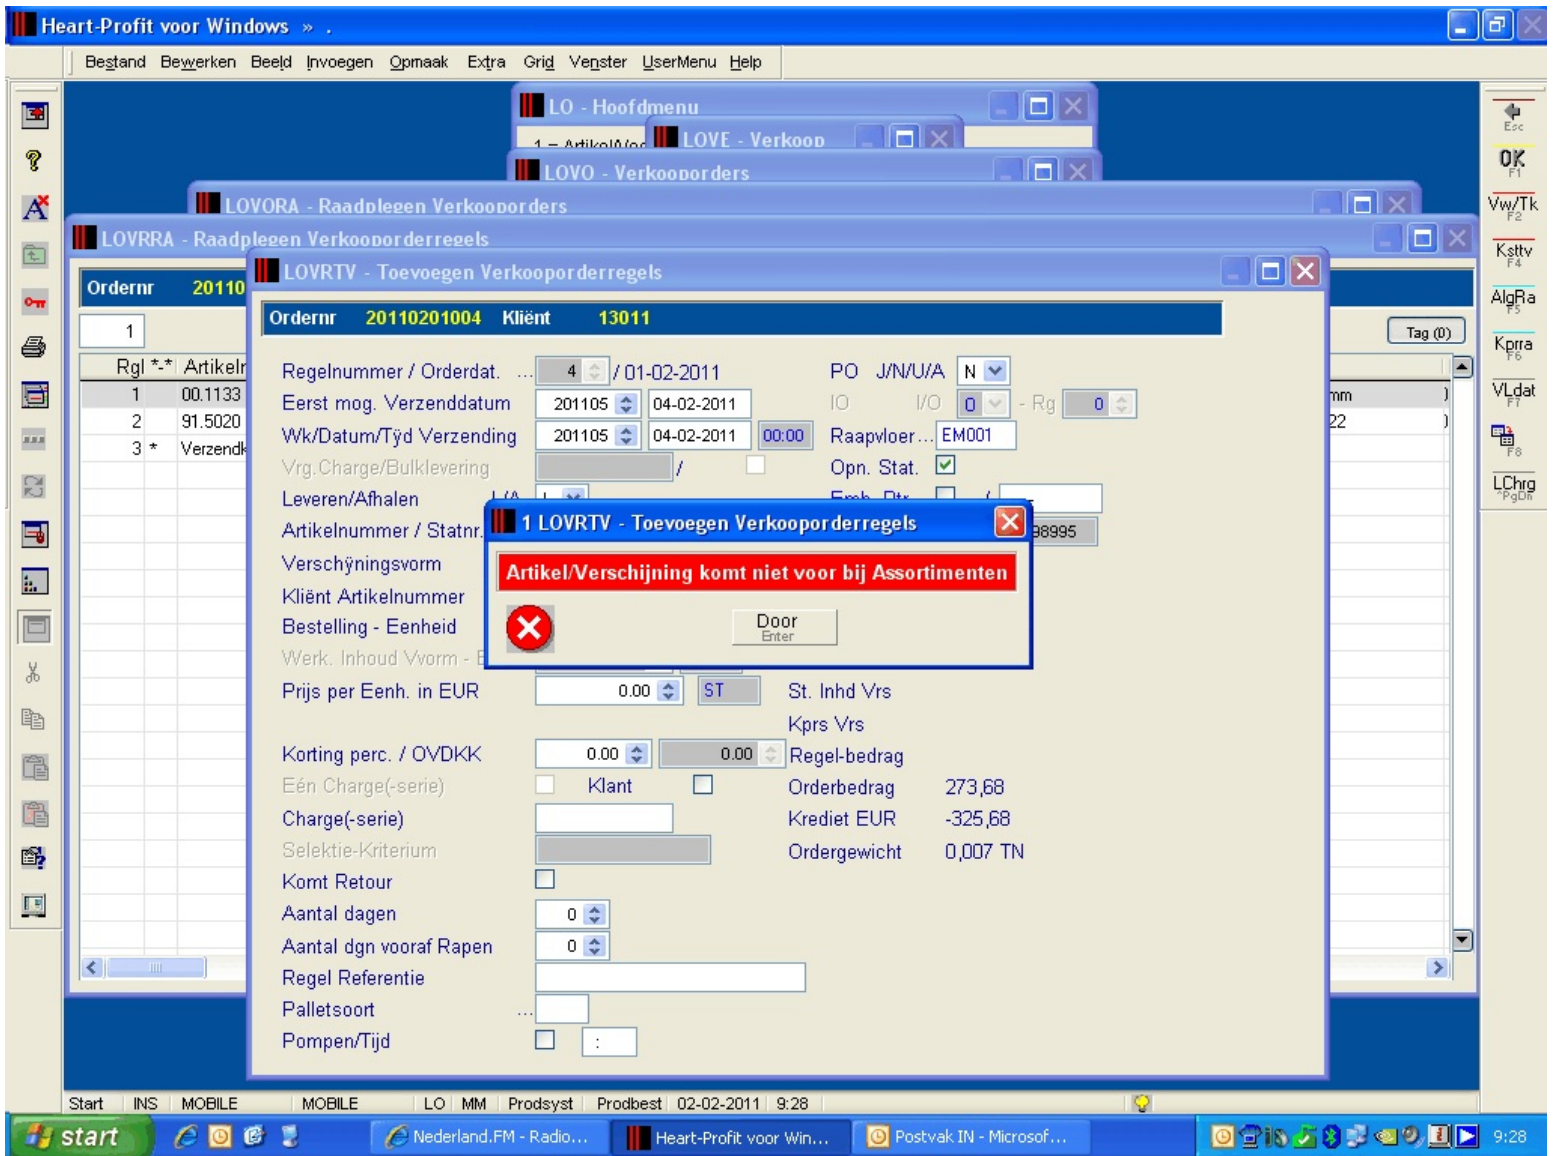 Heart-Profit voor Windows » .
Bestand Bewerken Beeld Invoegen Opmaak Extra Grid Venster UserMenu Help
LO - Hoofdmenu
LOVE - Verkoop
LOVO - Verkooporders
LOVORA - Raadplegen Verkooporders
LOVRRA - Raadplegen Verkooporderregels
LOVRTV - Toevoegen Verkooporderregels
Ordernr 20110
1
Tag (0)
Rgl *-* Artikelr
1 00.1133 mm
2 91.5020 22
3 * Verzendk
Ordernr 20110201004 Kliënt 13011
Regelnummer / Orderdat. ... 4 / 01-02-2011 PO J/N/U/A N
Eerst mog. Verzenddatum 201105 04-02-2011 IO I/O 0 - Rg 0
Wk/Datum/Tÿd Verzending 201105 04-02-2011 00:00 Raapvloer... EM001
Vrg.Charge/Bulklevering / Opn. Stat.
Leveren/Afhalen
Artikelnummer / Statnr. 98995
Verschÿningsvorm
Kliënt Artikelnummer
Bestelling - Eenheid
Werk. Inhoud Vvorm - E
Prijs per Eenh. in EUR 0.00 ST St. Inhd Vrs
Kprs Vrs
Korting perc. / OVDKK 0.00 0.00 Regel-bedrag
Eén Charge(-serie) Klant Orderbedrag 273,68
Charge(-serie) Krediet EUR -325,68
Selektie-Kriterium Ordergewicht 0,007 TN
Komt Retour
Aantal dagen 0
Aantal dgn vooraf Rapen 0
Regel Referentie
Palletsoort ...
Pompen/Tijd :
1 LOVRTV - Toevoegen Verkooporderregels
Artikel/Verschijning komt niet voor bij Assortimenten
Door
Enter
Esc
OK
F1
Vw/Tk
F2
Ksttv
F4
AlgRa
F5
Kprra
F6
VLdat
F7
F8
LChrg
^PgDn
Start INS MOBILE MOBILE LO MM Prodsyst Prodbest 02-02-2011 9:28
start Nederland.FM - Radio... Heart-Profit voor Win... Postvak IN - Microsof... 9:28